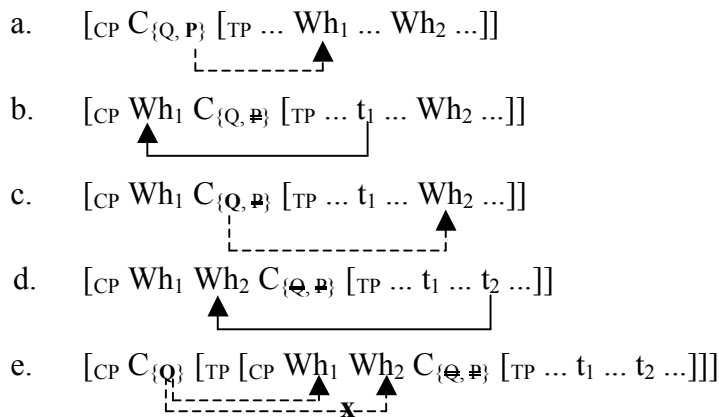 a. [CP C{Q, P} [TP ... Wh1 ... Wh2 ...]]
b. [CP Wh1 C{Q, P} [TP ... t1 ... Wh2 ...]]
c. [CP Wh1 C{Q, P} [TP ... t1 ... Wh2 ...]]
d. [CP Wh1 Wh2 C{Q, P} [TP ... t1 ... t2 ...]]
e. [CP C{Q} [TP [CP Wh1 Wh2 C{Q, P} [TP ... t1 ... t2 ...]]]
x